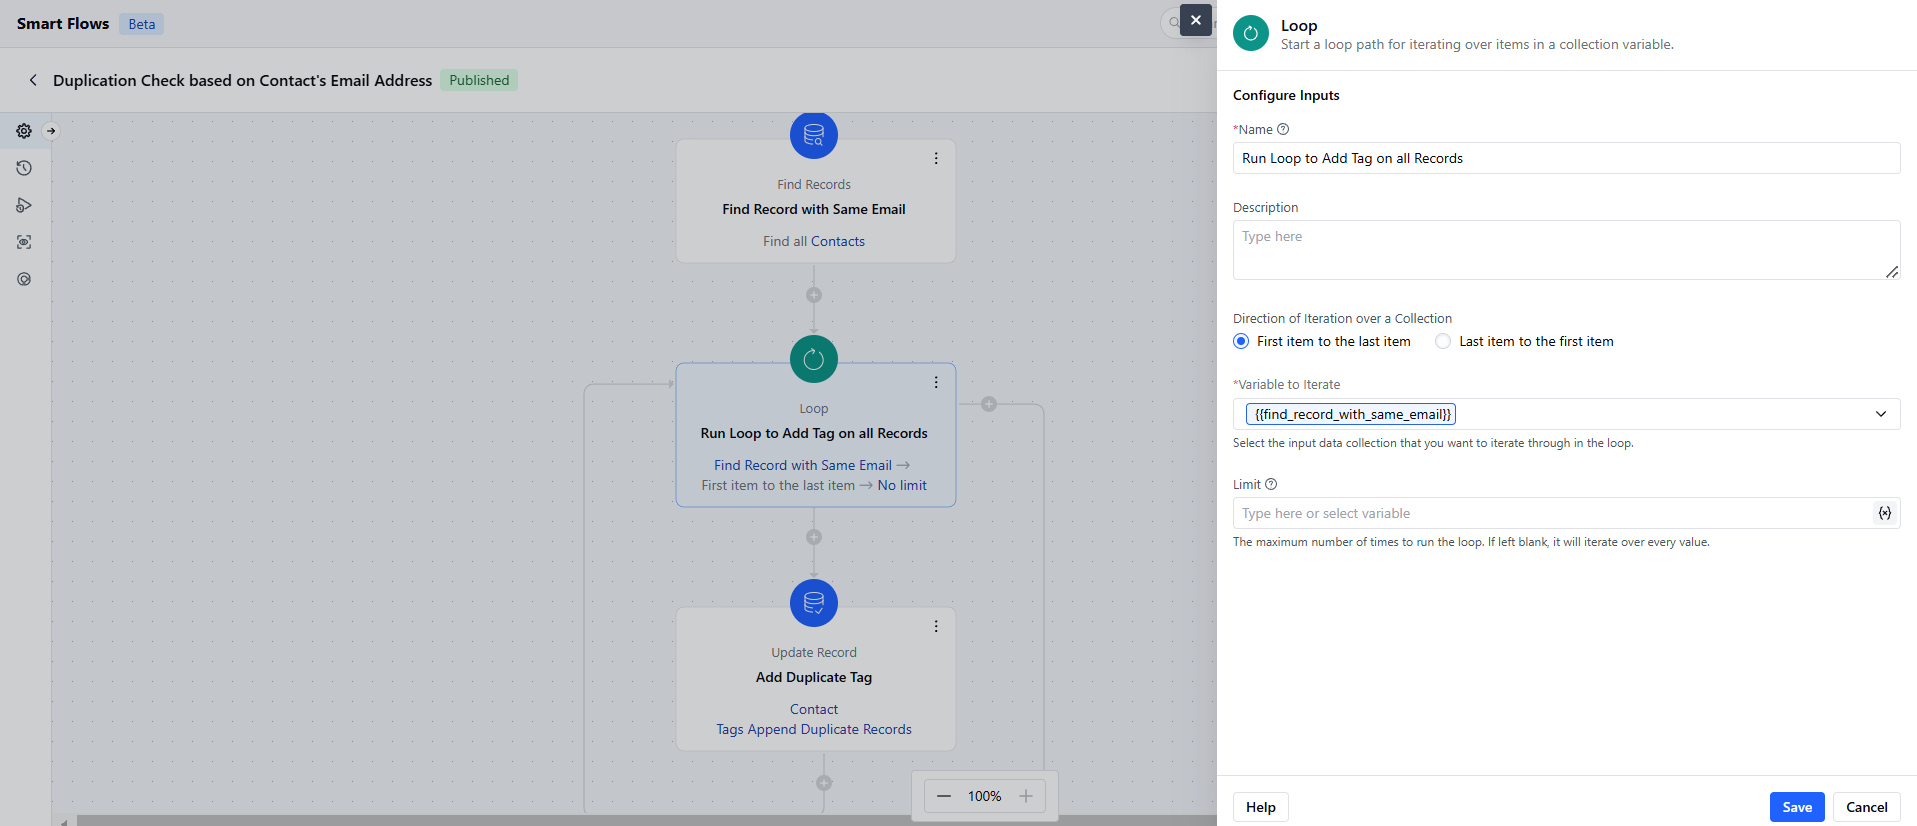 Smart Flows
Beta
Duplication Check based on Contact's Email Address
Published
Find Records
Find Record with Same Email
Find all Contacts
Loop
Run Loop to Add Tag on all Records
Find Record with Same Email →
First item to the last item → No limit
Update Record
Add Duplicate Tag
Contact
Tags Append Duplicate Records
100%
Loop
Start a loop path for iterating over items in a collection variable.
Configure Inputs
*Name
Run Loop to Add Tag on all Records
Description
Type here
Direction of Iteration over a Collection
First item to the last item
Last item to the first item
*Variable to Iterate
{{find_record_with_same_email}}
Select the input data collection that you want to iterate through in the loop.
Limit
Type here or select variable
{x}
The maximum number of times to run the loop. If left blank, it will iterate over every value.
Help
Save
Cancel